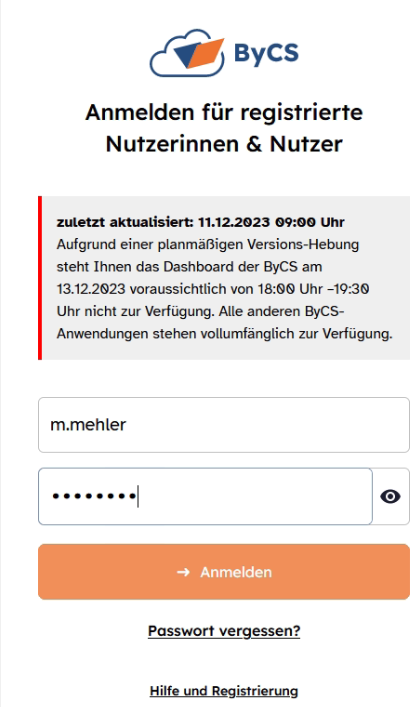 ByCS
Anmelden für registrierte
Nutzerinnen & Nutzer
zuletzt aktualisiert: 11.12.2023 09:00 Uhr
Aufgrund einer planmäßigen Versions-Hebung
steht Ihnen das Dashboard der ByCS am
13.12.2023 voraussichtlich von 18:00 Uhr –19:30
Uhr nicht zur Verfügung. Alle anderen ByCS-
Anwendungen stehen vollumfänglich zur Verfügung.
m.mehler
••••••••
→ Anmelden
Passwort vergessen?
Hilfe und Registrierung